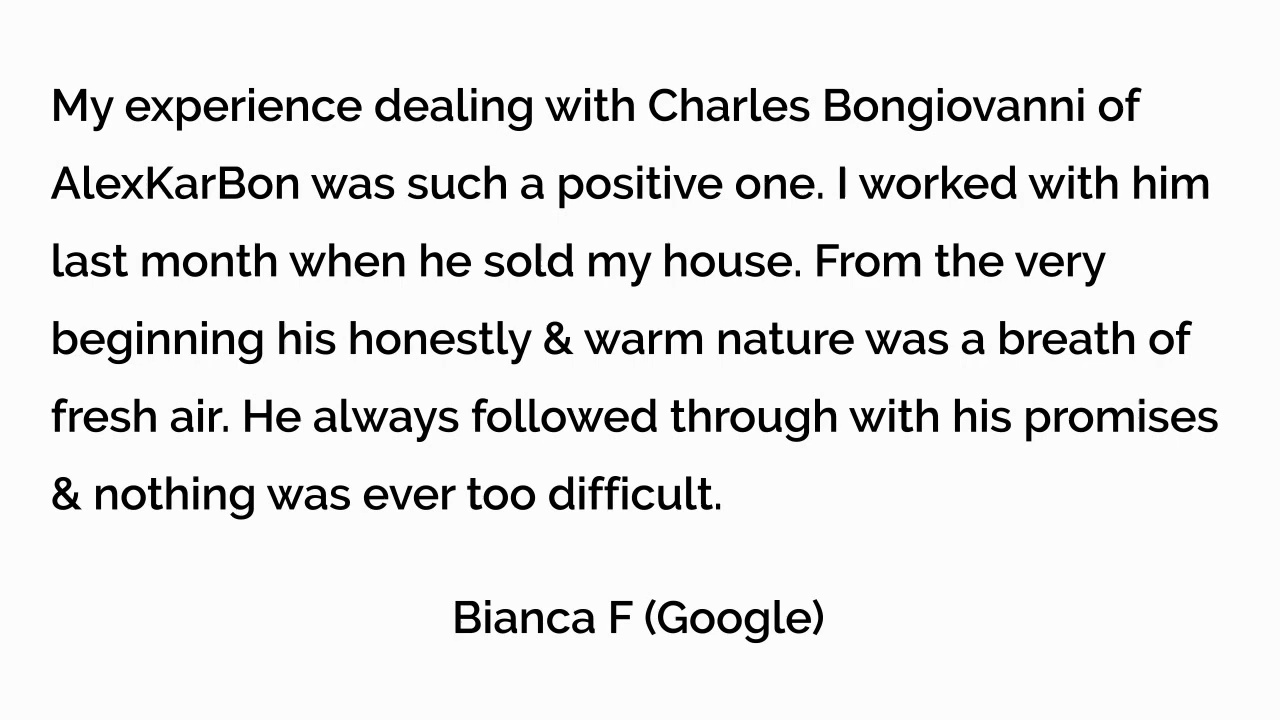 My experience dealing with Charles Bongiovanni of
AlexKarBon was such a positive one. I worked with him
last month when he sold my house. From the very
beginning his honestly & warm nature was a breath of
fresh air. He always followed through with his promises
& nothing was ever too difficult.
Bianca F (Google)